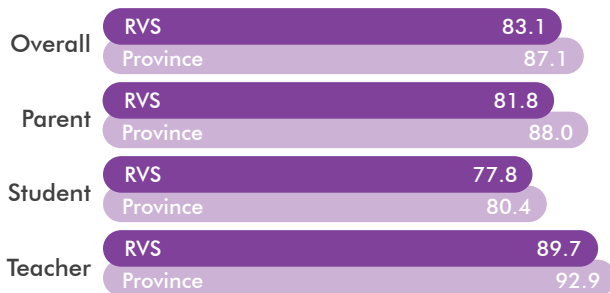 Overall
RVS 83.1
Province 87.1
Parent
RVS 81.8
Province 88.0
Student
RVS 77.8
Province 80.4
Teacher
RVS 89.7
Province 92.9